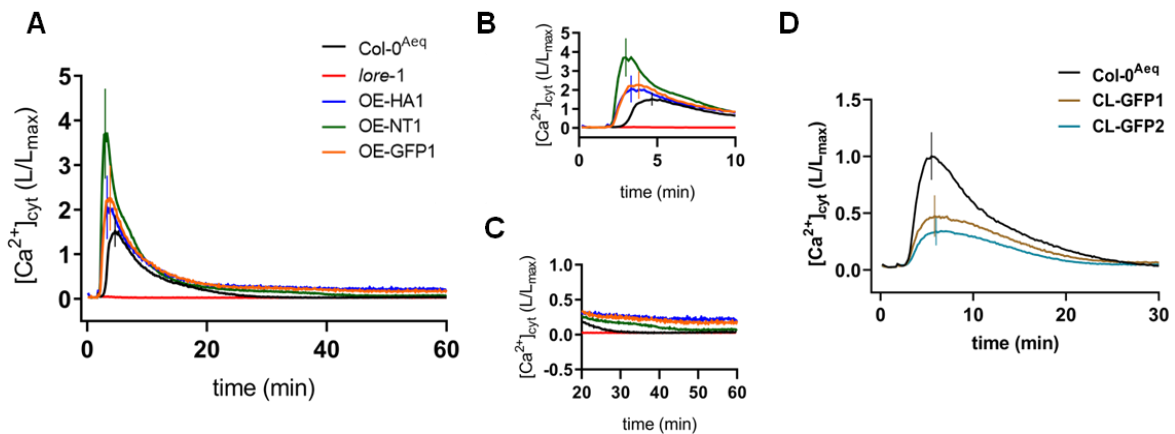 A
Col-0ᴬᵉq
lore-1
OE-HA1
OE-NT1
OE-GFP1
[Ca²⁺]cyt (L/Lmax)
5
4
3
2
1
0
0 20 40 60
time (min)
B
[Ca²⁺]cyt (L/Lmax)
5
4
3
2
1
0
0 5 10
time (min)
C
[Ca²⁺]cyt (L/Lmax)
1.0
0.5
0.0
-0.5
20 30 40 50 60
time (min)
D
Col-0ᴬᵉq
CL-GFP1
CL-GFP2
[Ca²⁺]cyt (L/Lmax)
1.0
0.5
0.0
0 10 20 30
time (min)